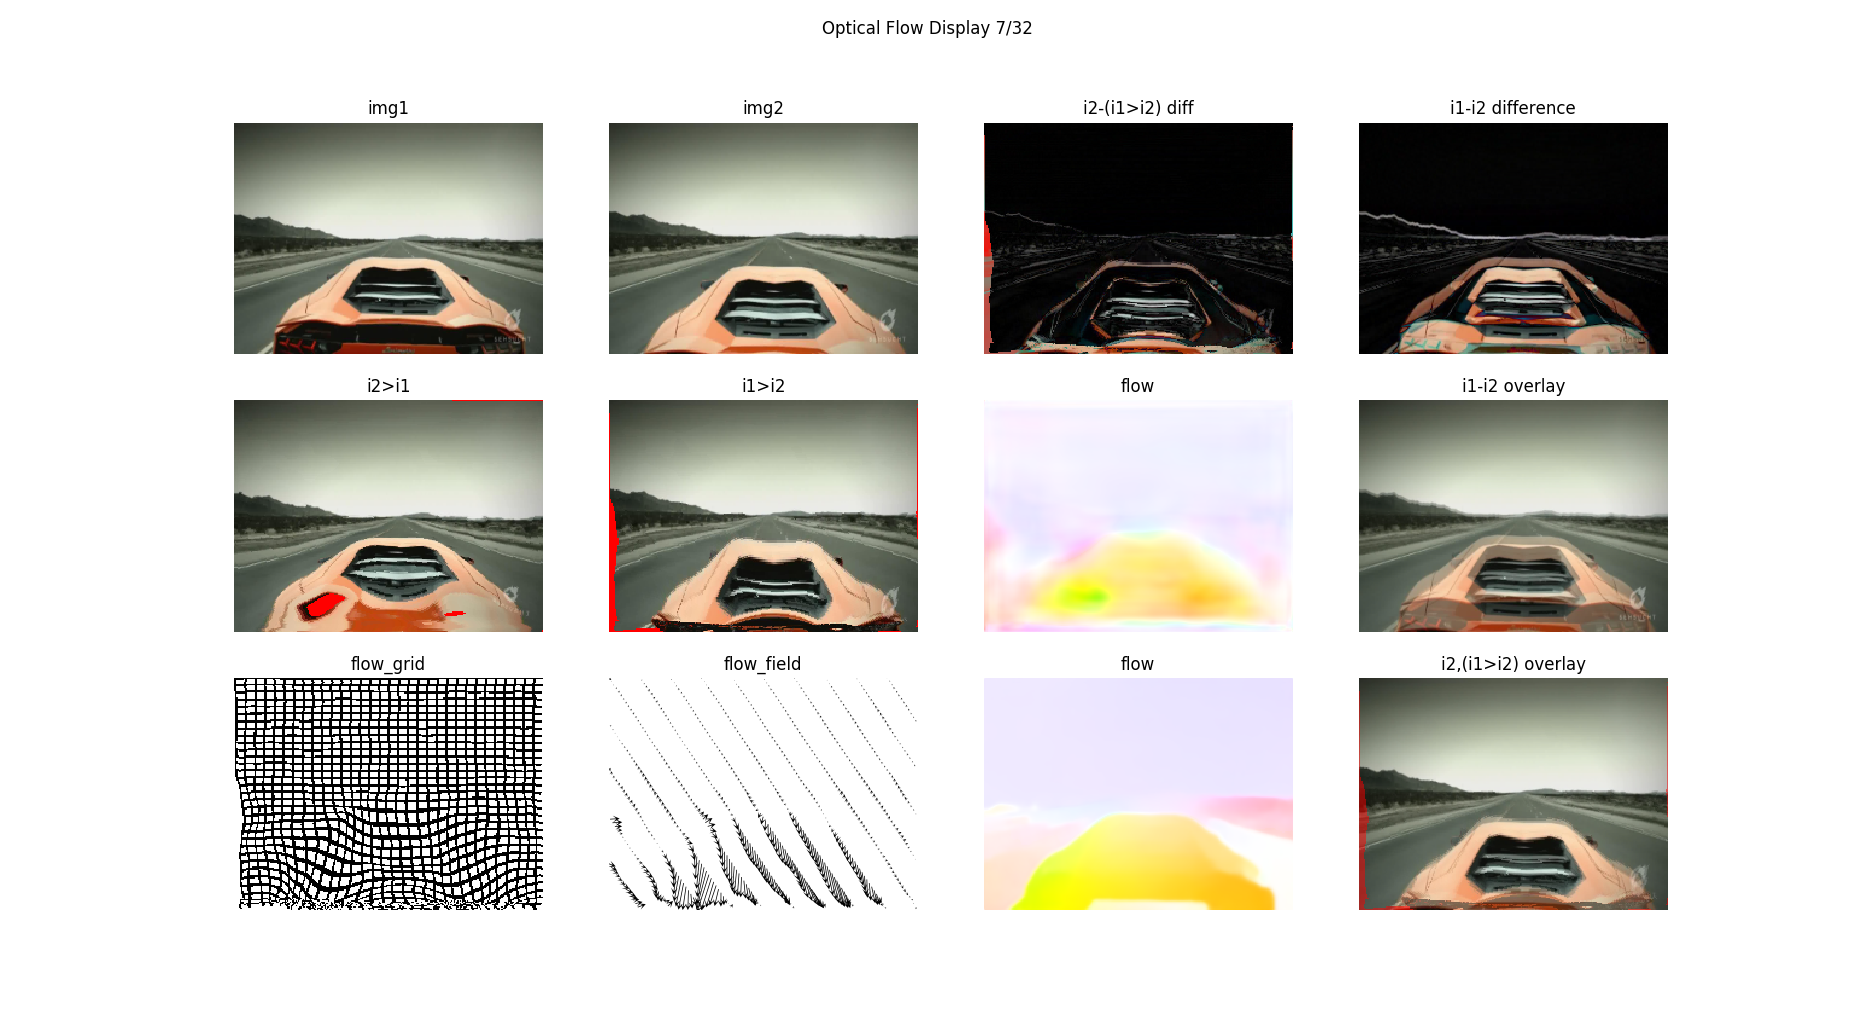 Optical Flow Display 7/32
img1
img2
i2-(i1>i2) diff
i1-i2 difference
i2>i1
i1>i2
flow
i1-i2 overlay
flow_grid
flow_field
flow
i2,(i1>i2) overlay